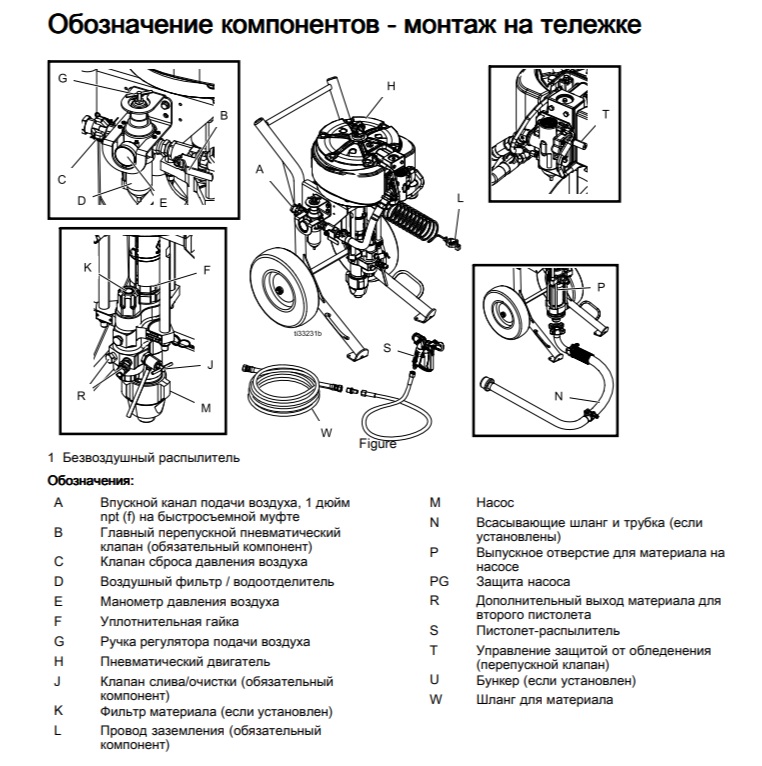 Обозначение компонентов - монтаж на тележке
G
B
C
D
E
H
A
L
T
K
F
J
R
M
ti33231b
S
W
Figure
P
N
1 Безвоздушный распылитель
Обозначения:
A Впускной канал подачи воздуха, 1 дюйм
npt (f) на быстросъемной муфте
B Главный перепускной пневматический
клапан (обязательный компонент)
C Клапан сброса давления воздуха
D Воздушный фильтр / водоотделитель
E Манометр давления воздуха
F Уплотнительная гайка
G Ручка регулятора подачи воздуха
H Пневматический двигатель
J Клапан слива/очистки (обязательный
компонент)
K Фильтр материала (если установлен)
L Провод заземления (обязательный
компонент)
M Насос
N Всасывающие шланг и трубка (если
установлены)
P Выпускное отверстие для материала на
насосе
PG Защита насоса
R Дополнительный выход материала для
второго пистолета
S Пистолет-распылитель
T Управление защитой от обледенения
(перепускной клапан)
U Бункер (если установлен)
W Шланг для материала